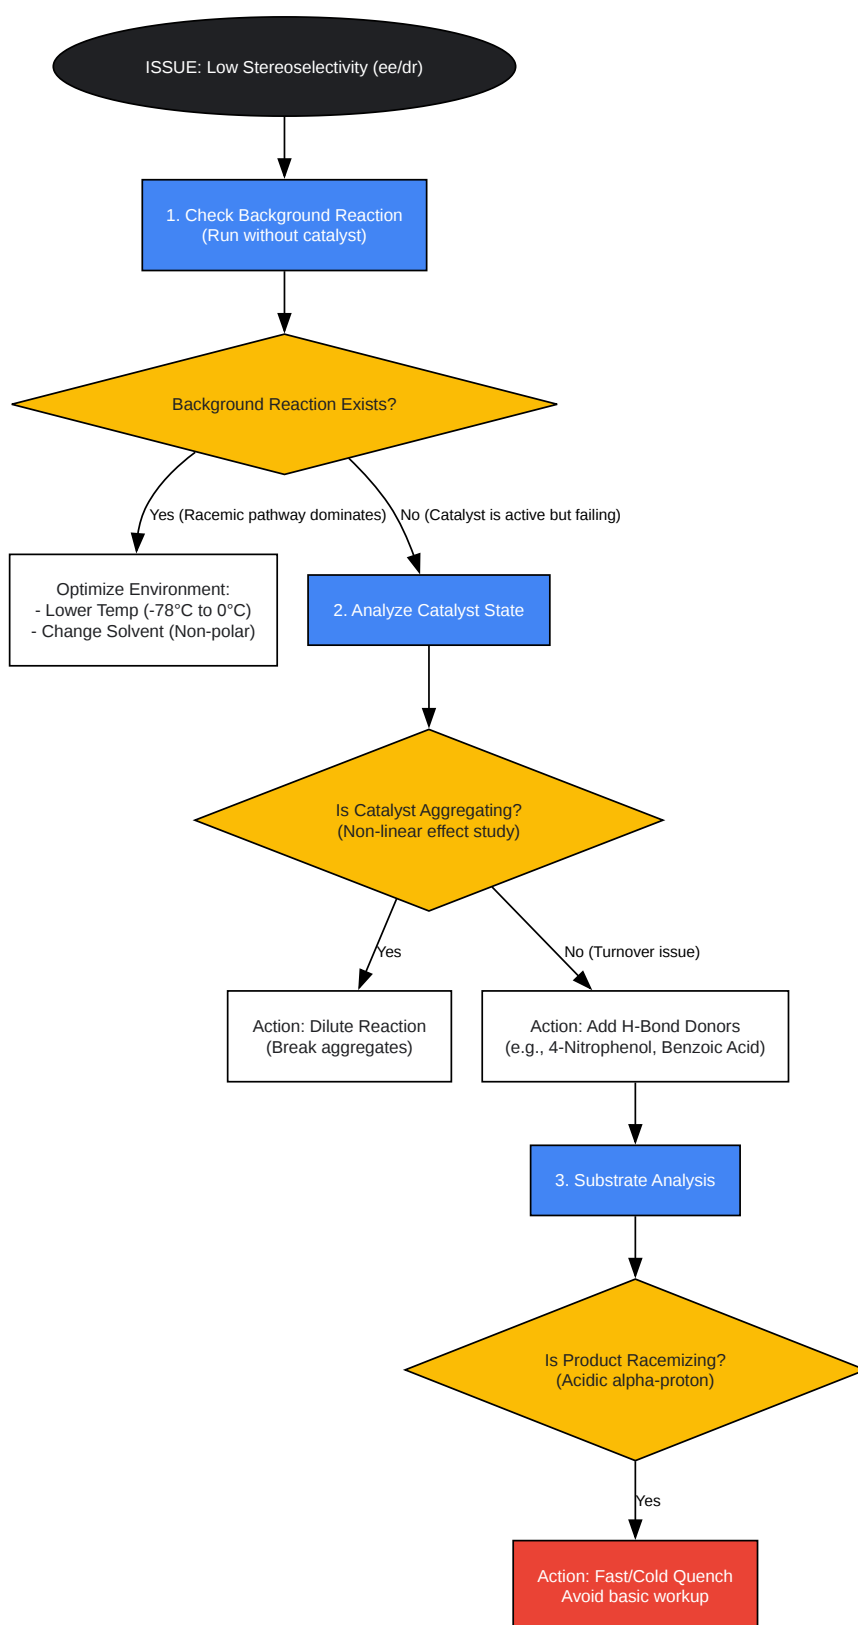 ISSUE: Low Stereoselectivity (ee/dr)
1. Check Background Reaction
(Run without catalyst)
Background Reaction Exists?
Yes (Racemic pathway dominates)
No (Catalyst is active but failing)
Optimize Environment:
- Lower Temp (-78°C to 0°C)
- Change Solvent (Non-polar)
2. Analyze Catalyst State
Is Catalyst Aggregating?
(Non-linear effect study)
Yes
No (Turnover issue)
Action: Dilute Reaction
(Break aggregates)
Action: Add H-Bond Donors
(e.g., 4-Nitrophenol, Benzoic Acid)
3. Substrate Analysis
Is Product Racemizing?
(Acidic alpha-proton)
Yes
Action: Fast/Cold Quench
Avoid basic workup